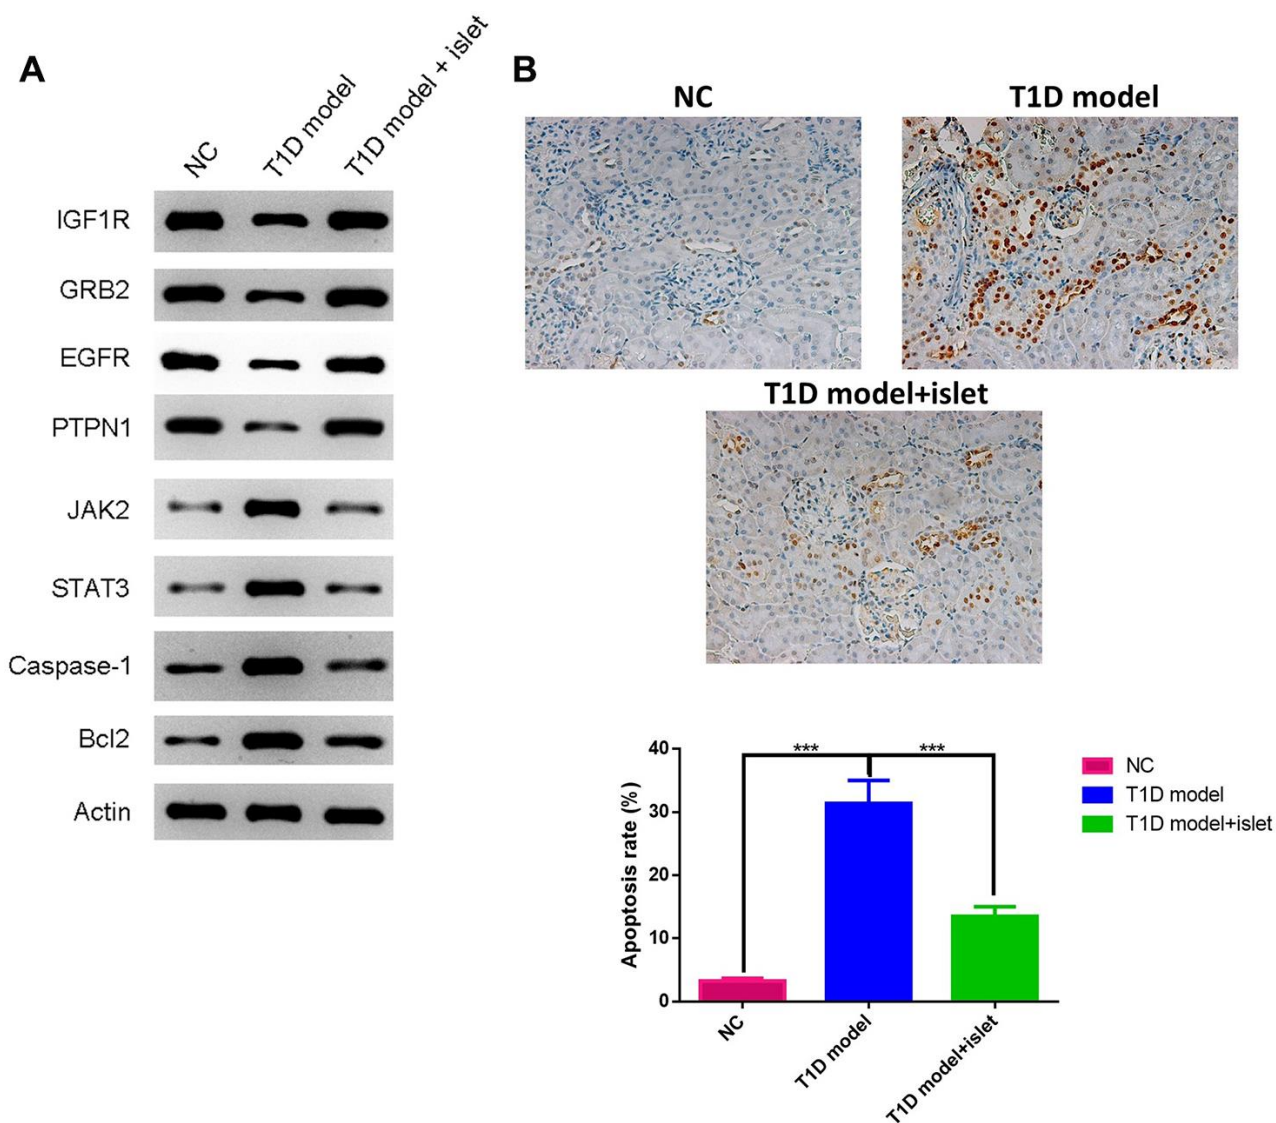 A
NC
T1D model
T1D model + islet
IGF1R
GRB2
EGFR
PTPN1
JAK2
STAT3
Caspase-1
Bcl2
Actin
B
NC
T1D model
T1D model+islet
40
30
20
10
0
Apoptosis rate (%)
*** ***
NC
T1D model
T1D model+islet
NC
T1D model
T1D model+islet